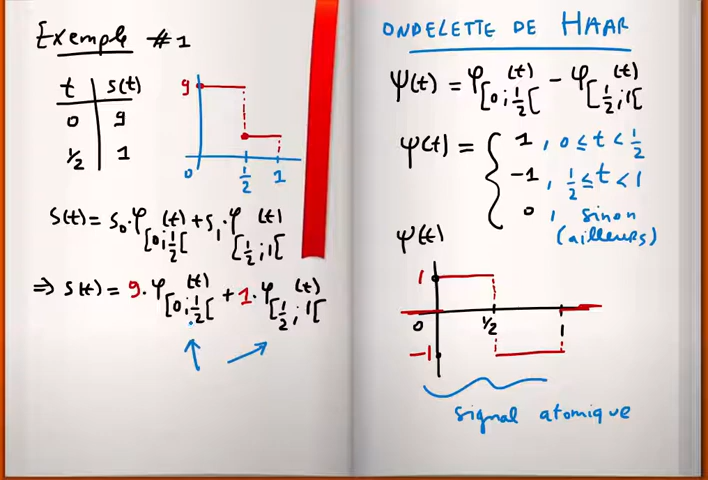 Exemple #1
t | s(t)
0 | 9
1/2 | 1
9
0 1/2 1
s(t) = s₀·φ[0;1/2[(t) + s₁·φ[1/2;1[(t)
⇒ s(t) = 9·φ[0;1/2[(t) + 1·φ[1/2;1[(t)
ONDELETTE DE HAAR
ψ(t) = φ[0;1/2[(t) − φ[1/2;1[(t)
ψ(t) = { 1, 0 ≤ t < 1/2
−1, 1/2 ≤ t < 1
0, sinon
(ailleurs)
ψ(t)
1
0 1/2 1
−1
signal atomique